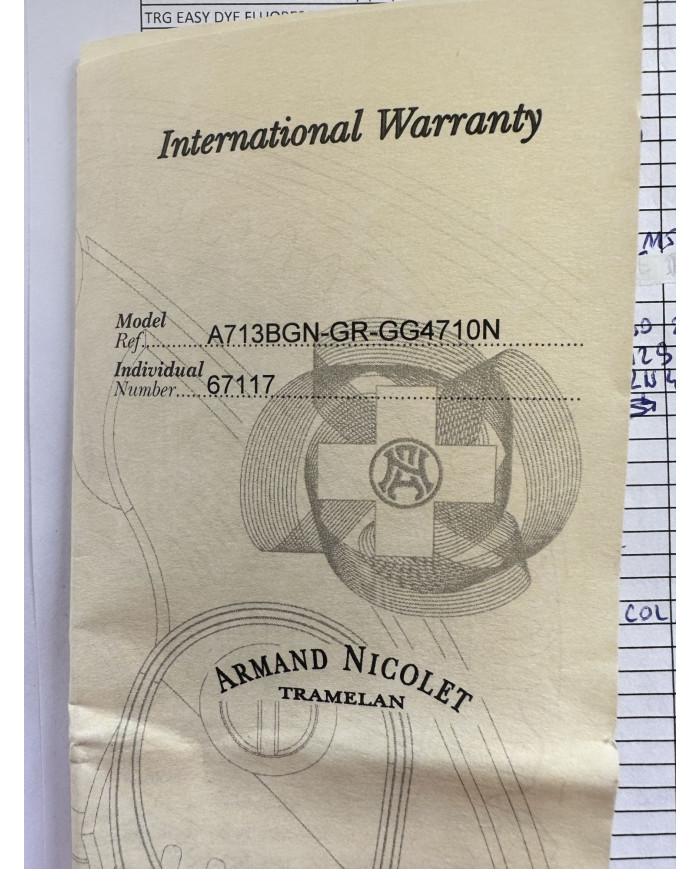 TRG EASY DYE
International Warranty
Model
Ref. A713BGN-GR-GG4710N
Individual
Number 67117
ARMAND NICOLET
TRAMELAN
COL